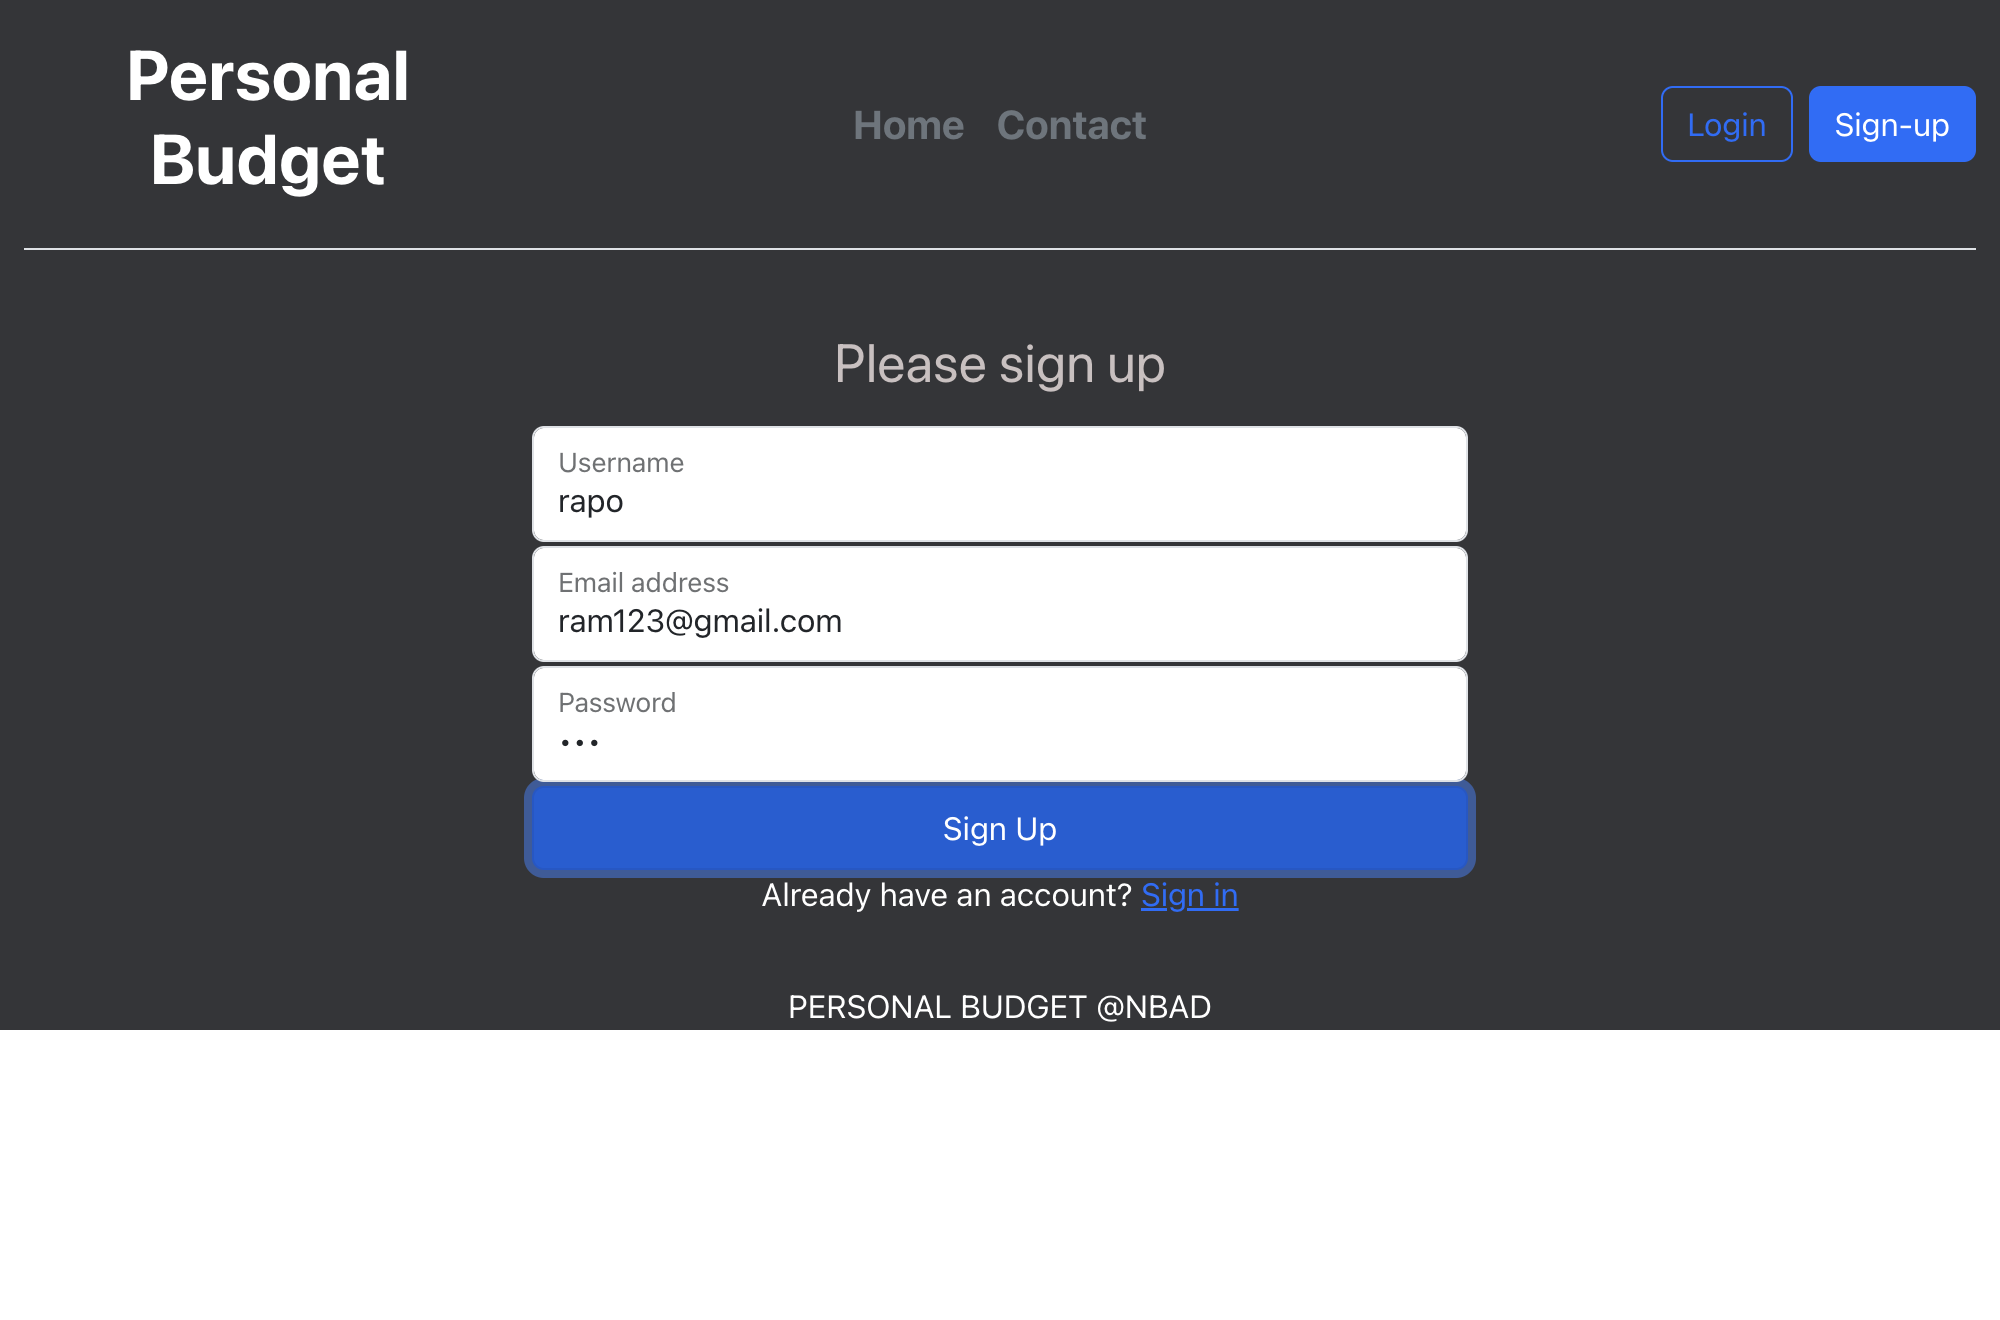 Personal
Budget
Home Contact
Login Sign-up
Please sign up
Username
rapo
Email address
ram123@gmail.com
Password
•••
Sign Up
Already have an account? Sign in
PERSONAL BUDGET @NBAD